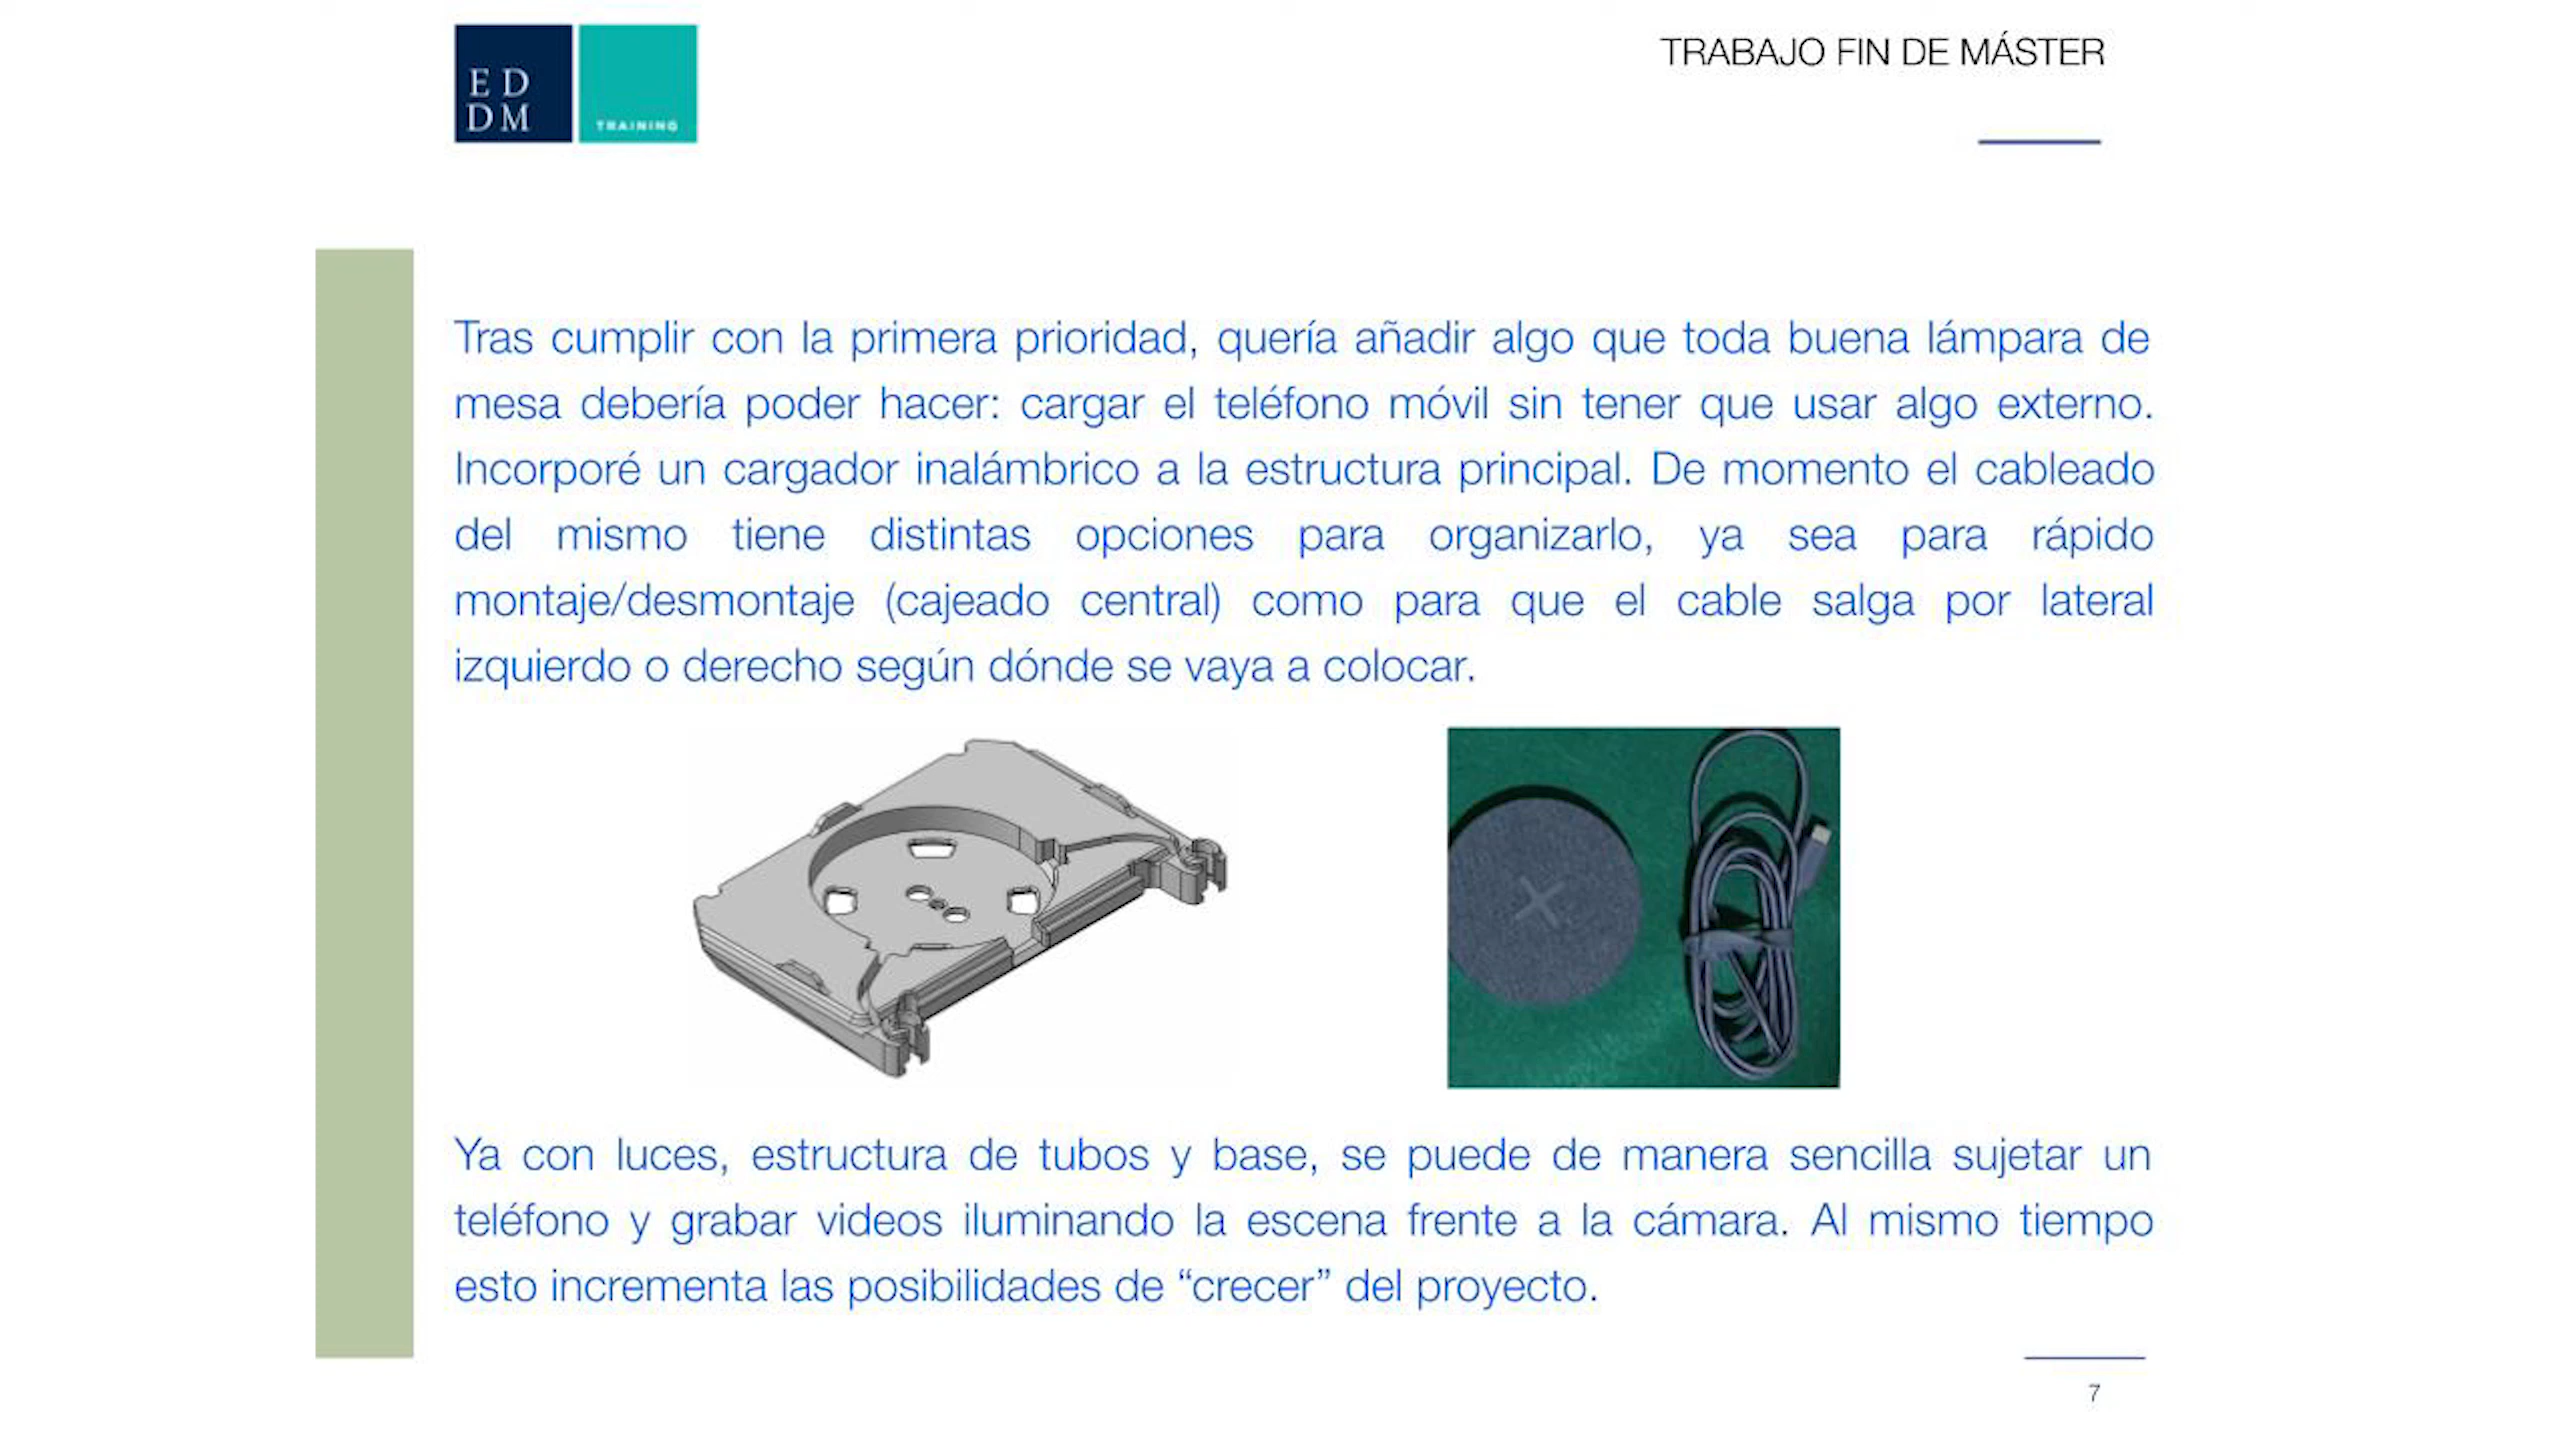 E D
D M
TRAINING
TRABAJO FIN DE MÁSTER
Tras cumplir con la primera prioridad, quería añadir algo que toda buena lámpara de
mesa debería poder hacer: cargar el teléfono móvil sin tener que usar algo externo.
Incorporé un cargador inalámbrico a la estructura principal. De momento el cableado
del mismo tiene distintas opciones para organizarlo, ya sea para rápido
montaje/desmontaje (cajeado central) como para que el cable salga por lateral
izquierdo o derecho según dónde se vaya a colocar.
Ya con luces, estructura de tubos y base, se puede de manera sencilla sujetar un
teléfono y grabar videos iluminando la escena frente a la cámara. Al mismo tiempo
esto incrementa las posibilidades de “crecer” del proyecto.
7